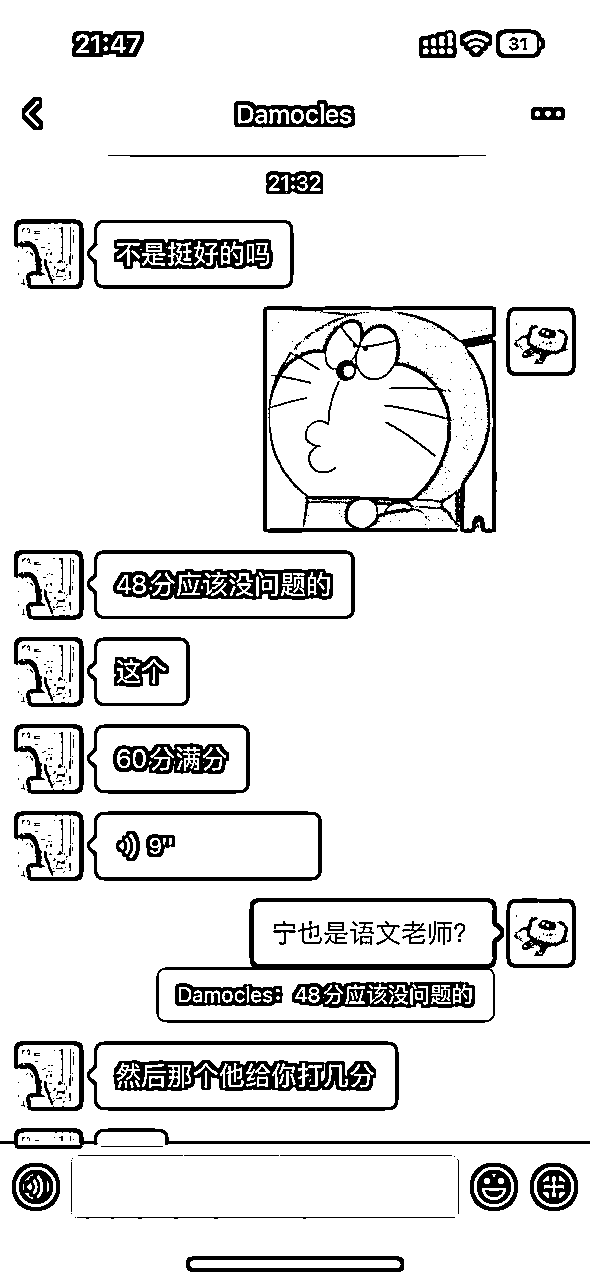 21:47
31
Damocles
21:32
不是挺好的吗
48分应该没问题的
这个
60分满分
9"
宁也是语文老师?
Damocles: 48分应该没问题的
然后那个他给你打几分